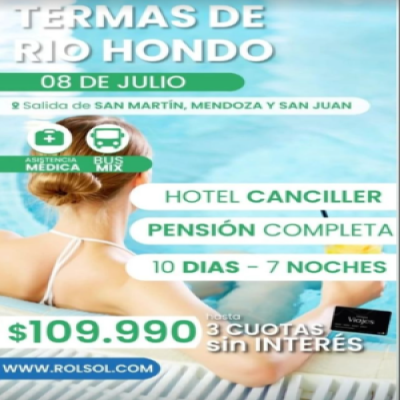 TERMAS DE
RIO HONDO
08 DE JULIO
Salida de SAN MARTÍN, MENDOZA Y SAN JUAN
ASISTENCIA
MÉDICA
BUS
MIX
HOTEL CANCILLER
PENSIÓN COMPLETA
10 DIAS - 7 NOCHES
$109.990
hasta
3 CUOTAS
sin INTERÉS
Viajes
WWW.ROLSOL.COM